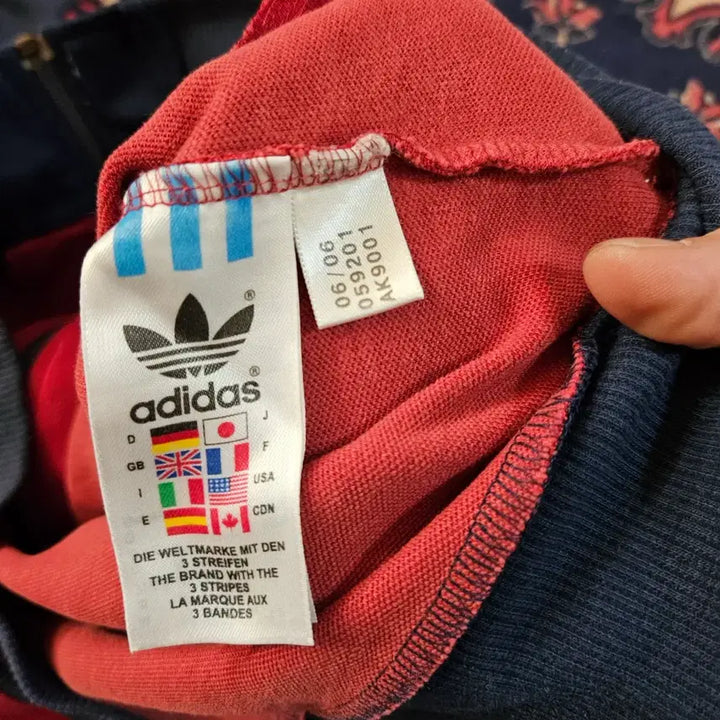 ®
®
adidas
D J
GB F
I USA
E CDN
DIE WELTMARKE MIT DEN
3 STREIFEN
THE BRAND WITH THE
3 STRIPES
LA MARQUE AUX
3 BANDES
06/06
059201
AK9001